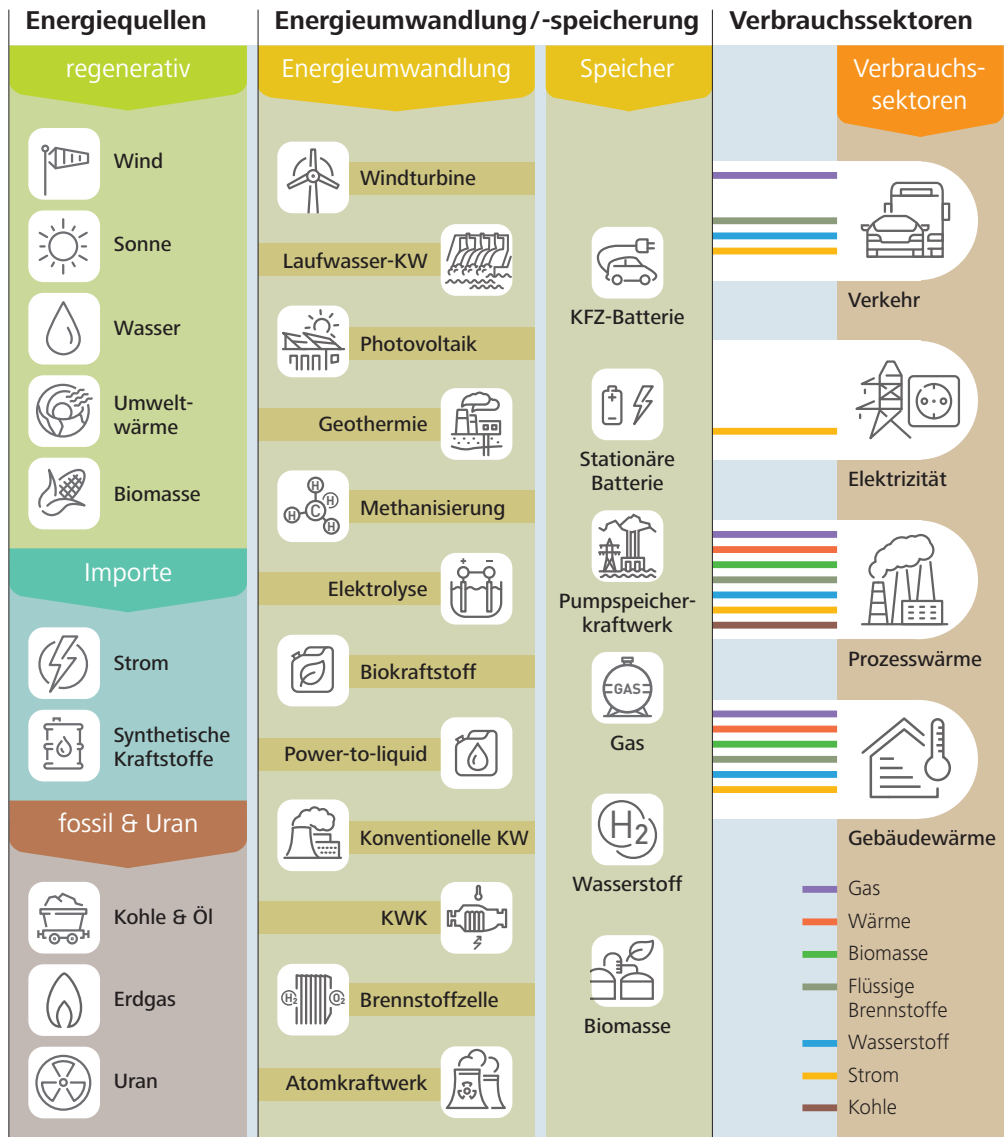 Energiequellen
Energieumwandlung/-speicherung
Verbrauchssektoren
regenerativ
Wind
Sonne
Wasser
Umwelt-
wärme
Biomasse
Importe
Strom
Synthetische
Kraftstoffe
fossil & Uran
Kohle & Öl
Erdgas
Uran
Energieumwandlung
Windturbine
Laufwasser-KW
Photovoltaik
Geothermie
H
H
C
H
H
Methanisierung
Elektrolyse
+ −
Biokraftstoff
Power-to-liquid
Konventionelle KW
KWK
H₂
O₂
Brennstoffzelle
Atomkraftwerk
Speicher
KFZ-Batterie
+
−
Stationäre
Batterie
Pumpspeicher-
kraftwerk
GAS
Gas
H₂
Wasserstoff
Biomasse
Verbrauchs-
sektoren
Verkehr
Elektrizität
Prozesswärme
Gebäudewärme
Gas
Wärme
Biomasse
Flüssige
Brennstoffe
Wasserstoff
Strom
Kohle